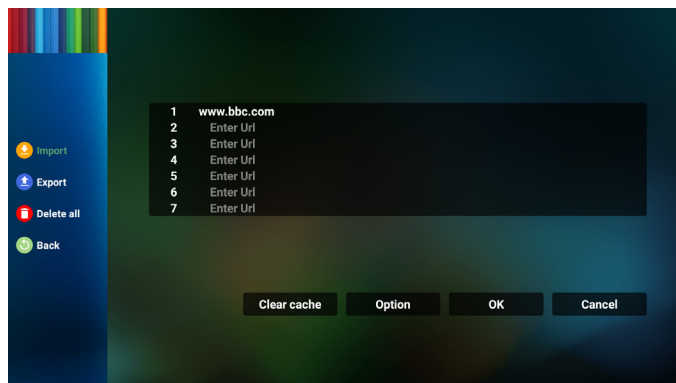 Import
Export
Delete all
Back
1 www.bbc.com
2 Enter Url
3 Enter Url
4 Enter Url
5 Enter Url
6 Enter Url
7 Enter Url
Clear cache Option OK Cancel